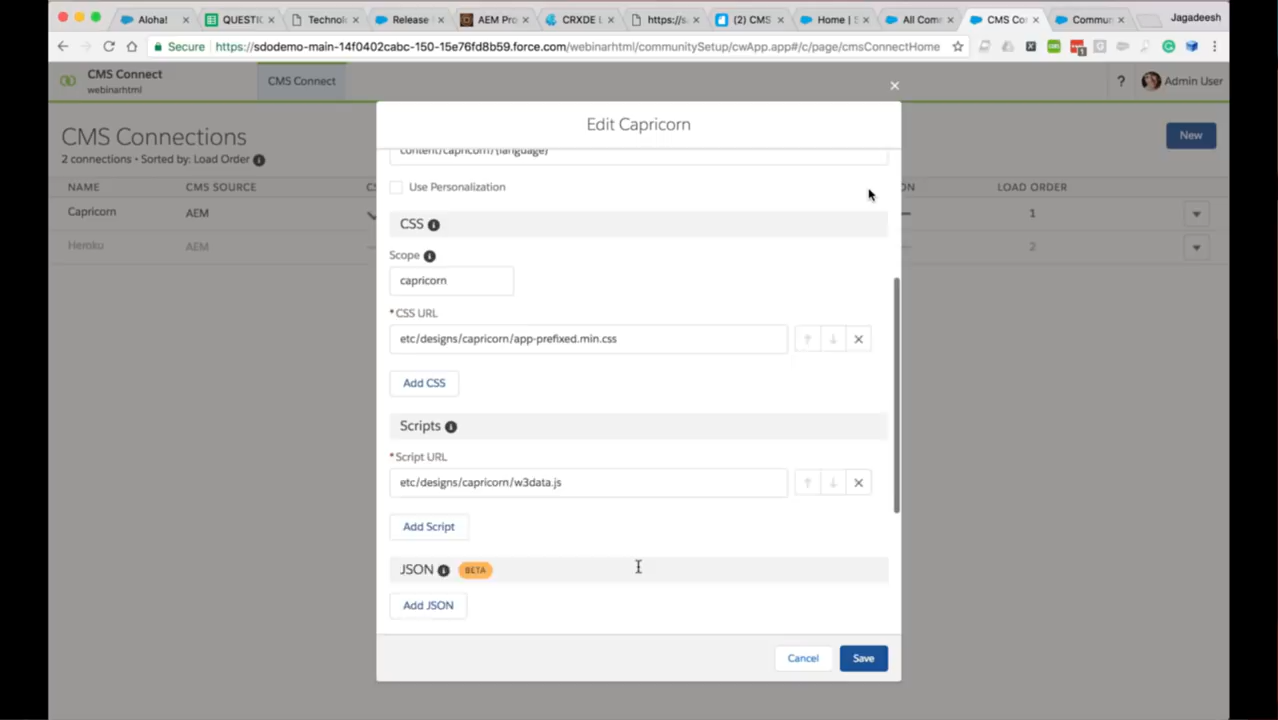 Aloha!
QUESTIC
Technol
Release
AEM Pro
CRXDE L
https://s.
(2) CMS
Home | S
All Com
CMS Co
Commun
Jagadeesh
Secure
https://sdodemo-main-14f0402cabc-150-15e76fd8b59.force.com/webinarhtml/communitySetup/cwApp.app#/c/page/cmsConnectHome
CMS Connect
webinarhtml
CMS Connect
? Admin User
CMS Connections
2 connections • Sorted by: Load Order
New
NAME CMS SOURCE LOAD ORDER
Capricorn AEM 1
Heroku AEM 2
Edit Capricorn
content/capricorn/{language}
Use Personalization
CSS
Scope
capricorn
* CSS URL
etc/designs/capricorn/app-prefixed.min.css
Add CSS
Scripts
* Script URL
etc/designs/capricorn/w3data.js
Add Script
JSON BETA
Add JSON
Cancel Save